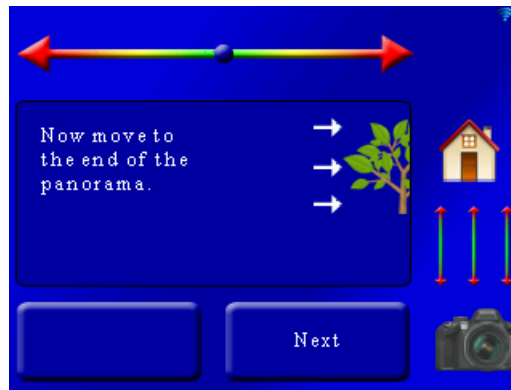 Now move to
the end of the
panorama.
Next